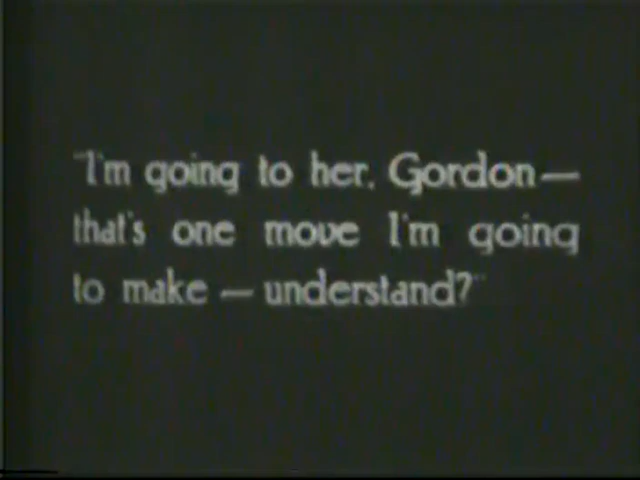 "I'm going to her, Gordon—
that's one move I'm going
to make — understand?"